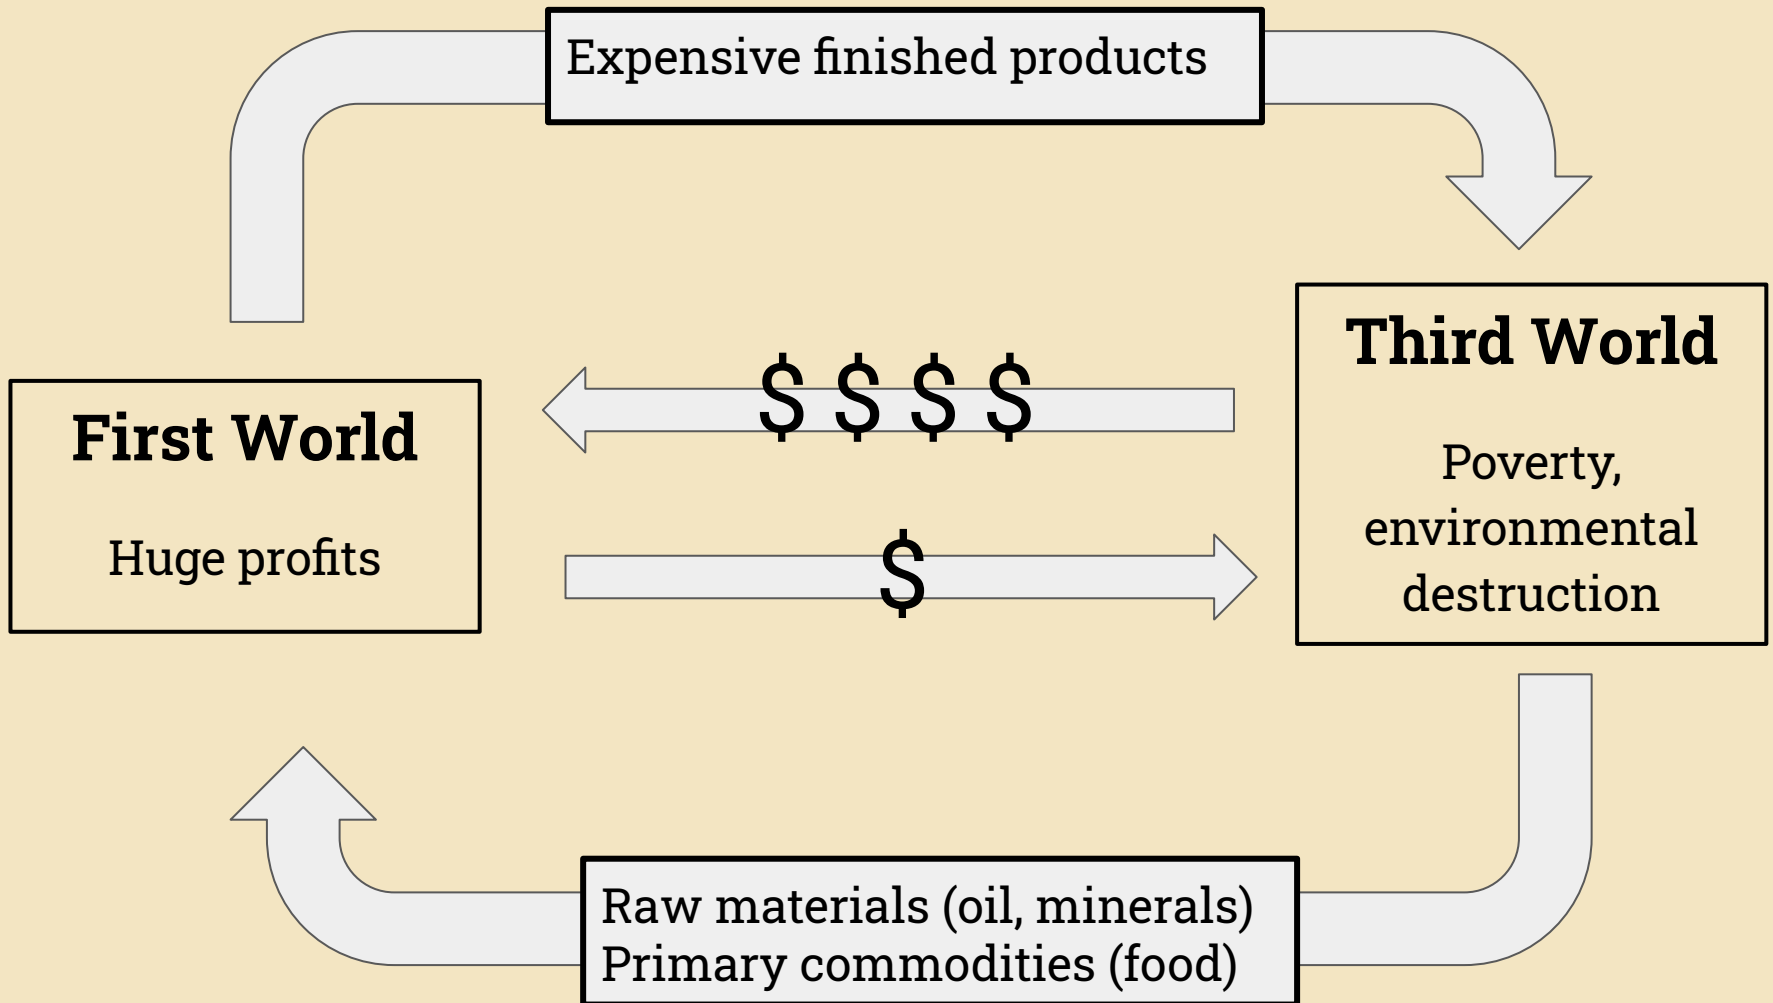 Expensive finished products
First World
Huge profits
$ $ $ $
$
Third World
Poverty,
environmental
destruction
Raw materials (oil, minerals)
Primary commodities (food)